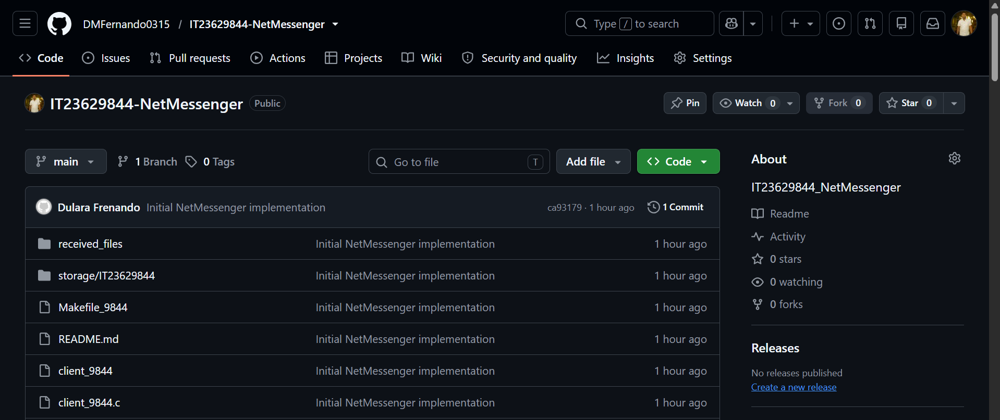 DMFernando0315 / IT23629844-NetMessenger
Type / to search
Code Issues Pull requests Actions Projects Wiki Security and quality Insights Settings
IT23629844-NetMessenger Public
Pin Watch 0 Fork 0 Star 0
main 1 Branch 0 Tags
Go to file T Add file Code
Dulara Frenando Initial NetMessenger implementation ca93179 · 1 hour ago 1 Commit
received_files Initial NetMessenger implementation 1 hour ago
storage/IT23629844 Initial NetMessenger implementation 1 hour ago
Makefile_9844 Initial NetMessenger implementation 1 hour ago
README.md Initial NetMessenger implementation 1 hour ago
client_9844 Initial NetMessenger implementation 1 hour ago
client_9844.c Initial NetMessenger implementation 1 hour ago
About
IT23629844_NetMessenger
Readme
Activity
0 stars
0 watching
0 forks
Releases
No releases published
Create a new release